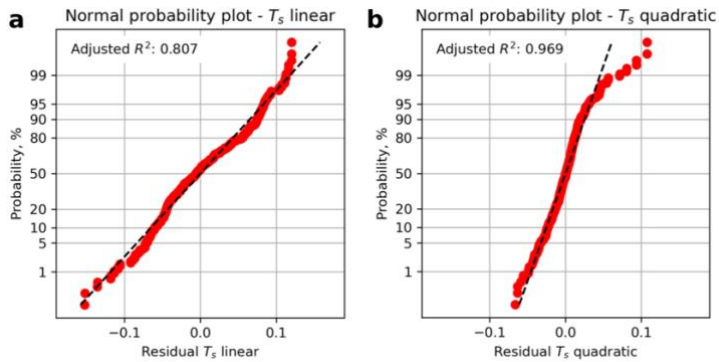 a
Normal probability plot - Ts linear
Adjusted R²: 0.807
Probability, %
99
95
90
80
50
20
10
5
1
−0.1 0.0 0.1
Residual Ts linear
b
Normal probability plot - Ts quadratic
Adjusted R²: 0.969
Probability, %
99
95
90
80
50
20
10
5
1
−0.1 0.0 0.1
Residual Ts quadratic